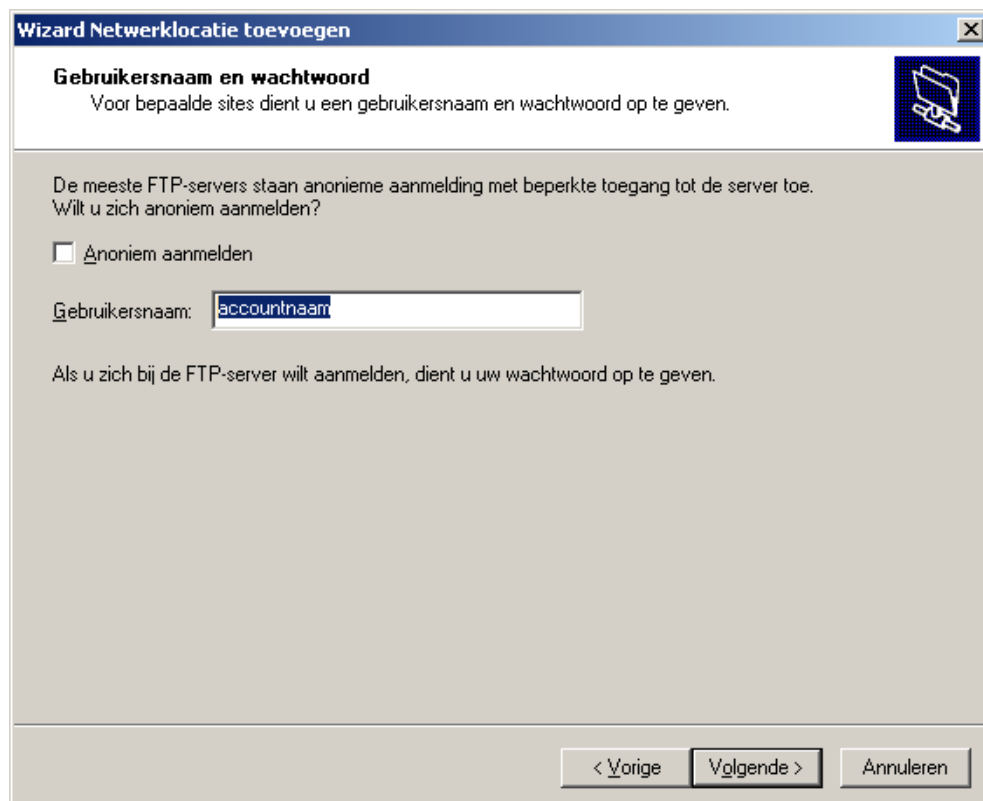 Wizard Netwerklocatie toevoegen
Gebruikersnaam en wachtwoord
Voor bepaalde sites dient u een gebruikersnaam en wachtwoord op te geven.
De meeste FTP-servers staan anonieme aanmelding met beperkte toegang tot de server toe.
Wilt u zich anoniem aanmelden?
Anoniem aanmelden
Gebruikersnaam: accountnaam
Als u zich bij de FTP-server wilt aanmelden, dient u uw wachtwoord op te geven.
< Vorige Volgende > Annuleren